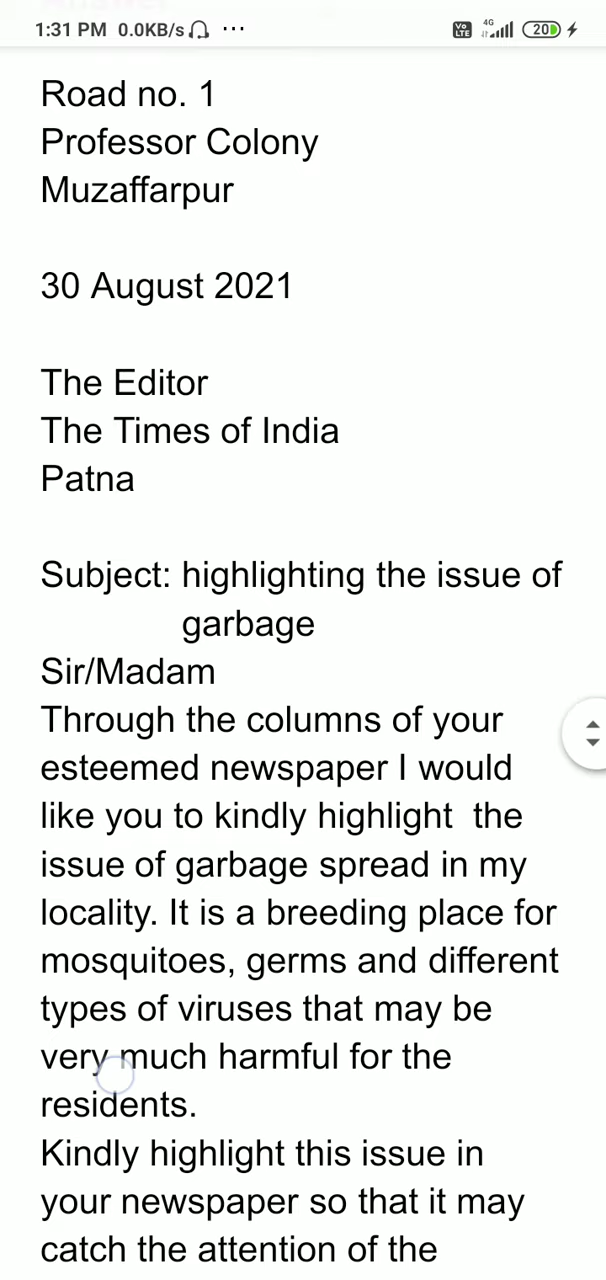 1:31 PM 0.0KB/s ... Vo LTE 4G 20
Road no. 1
Professor Colony
Muzaffarpur
30 August 2021
The Editor
The Times of India
Patna
Subject: highlighting the issue of
garbage
Sir/Madam
Through the columns of your
esteemed newspaper I would
like you to kindly highlight  the
issue of garbage spread in my
locality. It is a breeding place for
mosquitoes, germs and different
types of viruses that may be
very much harmful for the
residents.
Kindly highlight this issue in
your newspaper so that it may
catch the attention of the